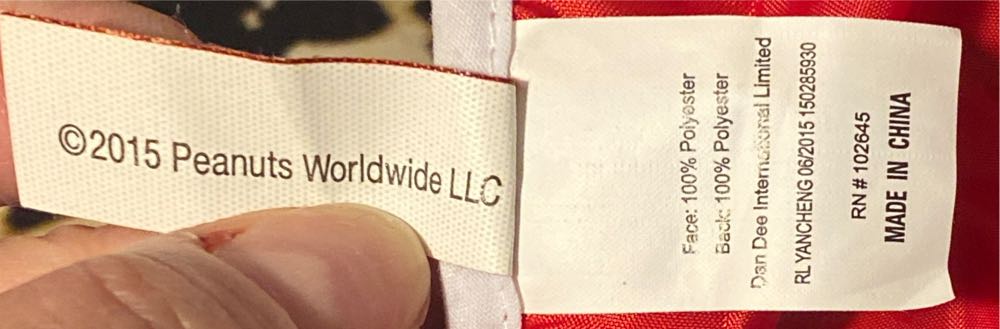 ©2015 Peanuts Worldwide LLC
Face: 100% Polyester
Back: 100% Polyester
Dan Dee International Limited
RL YANCHENG 06/2015 150285930
RN # 102645
MADE IN CHINA